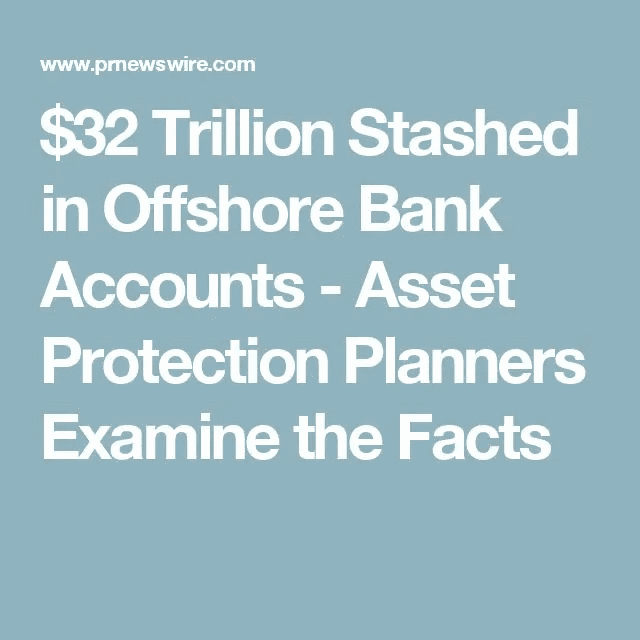 www.prnewswire.com
$32 Trillion Stashed
in Offshore Bank
Accounts - Asset
Protection Planners
Examine the Facts